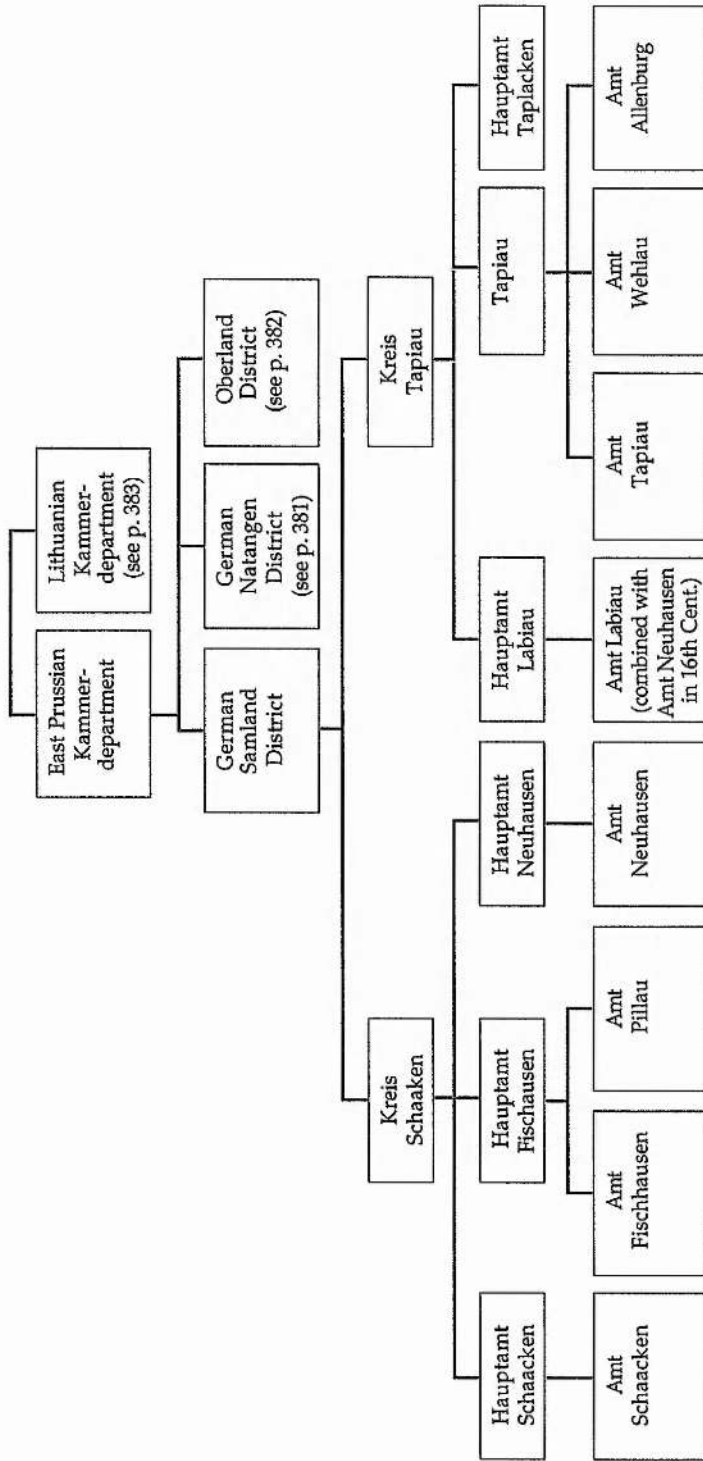 East Prussian
Kammer-
department
Lithuanian
Kammer-
department
(see p. 383)
German
Samland
District
German
Natangen
District
(see p. 381)
Oberland
District
(see p. 382)
Kreis
Schaaken
Kreis
Tapiau
Hauptamt
Schaacken
Hauptamt
Fischausen
Hauptamt
Neuhausen
Hauptamt
Labiau
Tapiau
Hauptamt
Taplacken
Amt
Schaacken
Amt
Fischhausen
Amt
Pillau
Amt
Neuhausen
Amt Labiau
(combined with
Amt Neuhausen
in 16th Cent.)
Amt
Tapiau
Amt
Wehlau
Amt
Allenburg